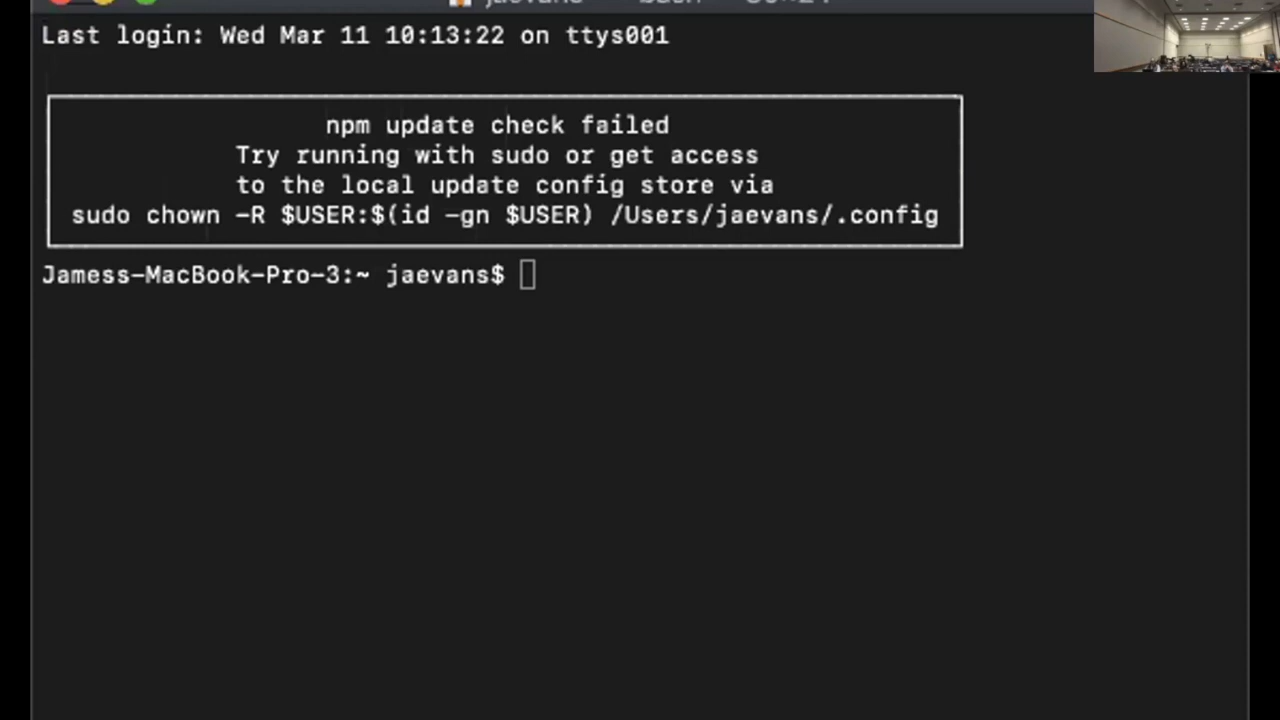 Last login: Wed Mar 11 10:13:22 on ttys001
npm update check failed
Try running with sudo or get access
to the local update config store via
sudo chown -R $USER:$(id -gn $USER) /Users/jaevans/.config
Jamess-MacBook-Pro-3:~ jaevans$